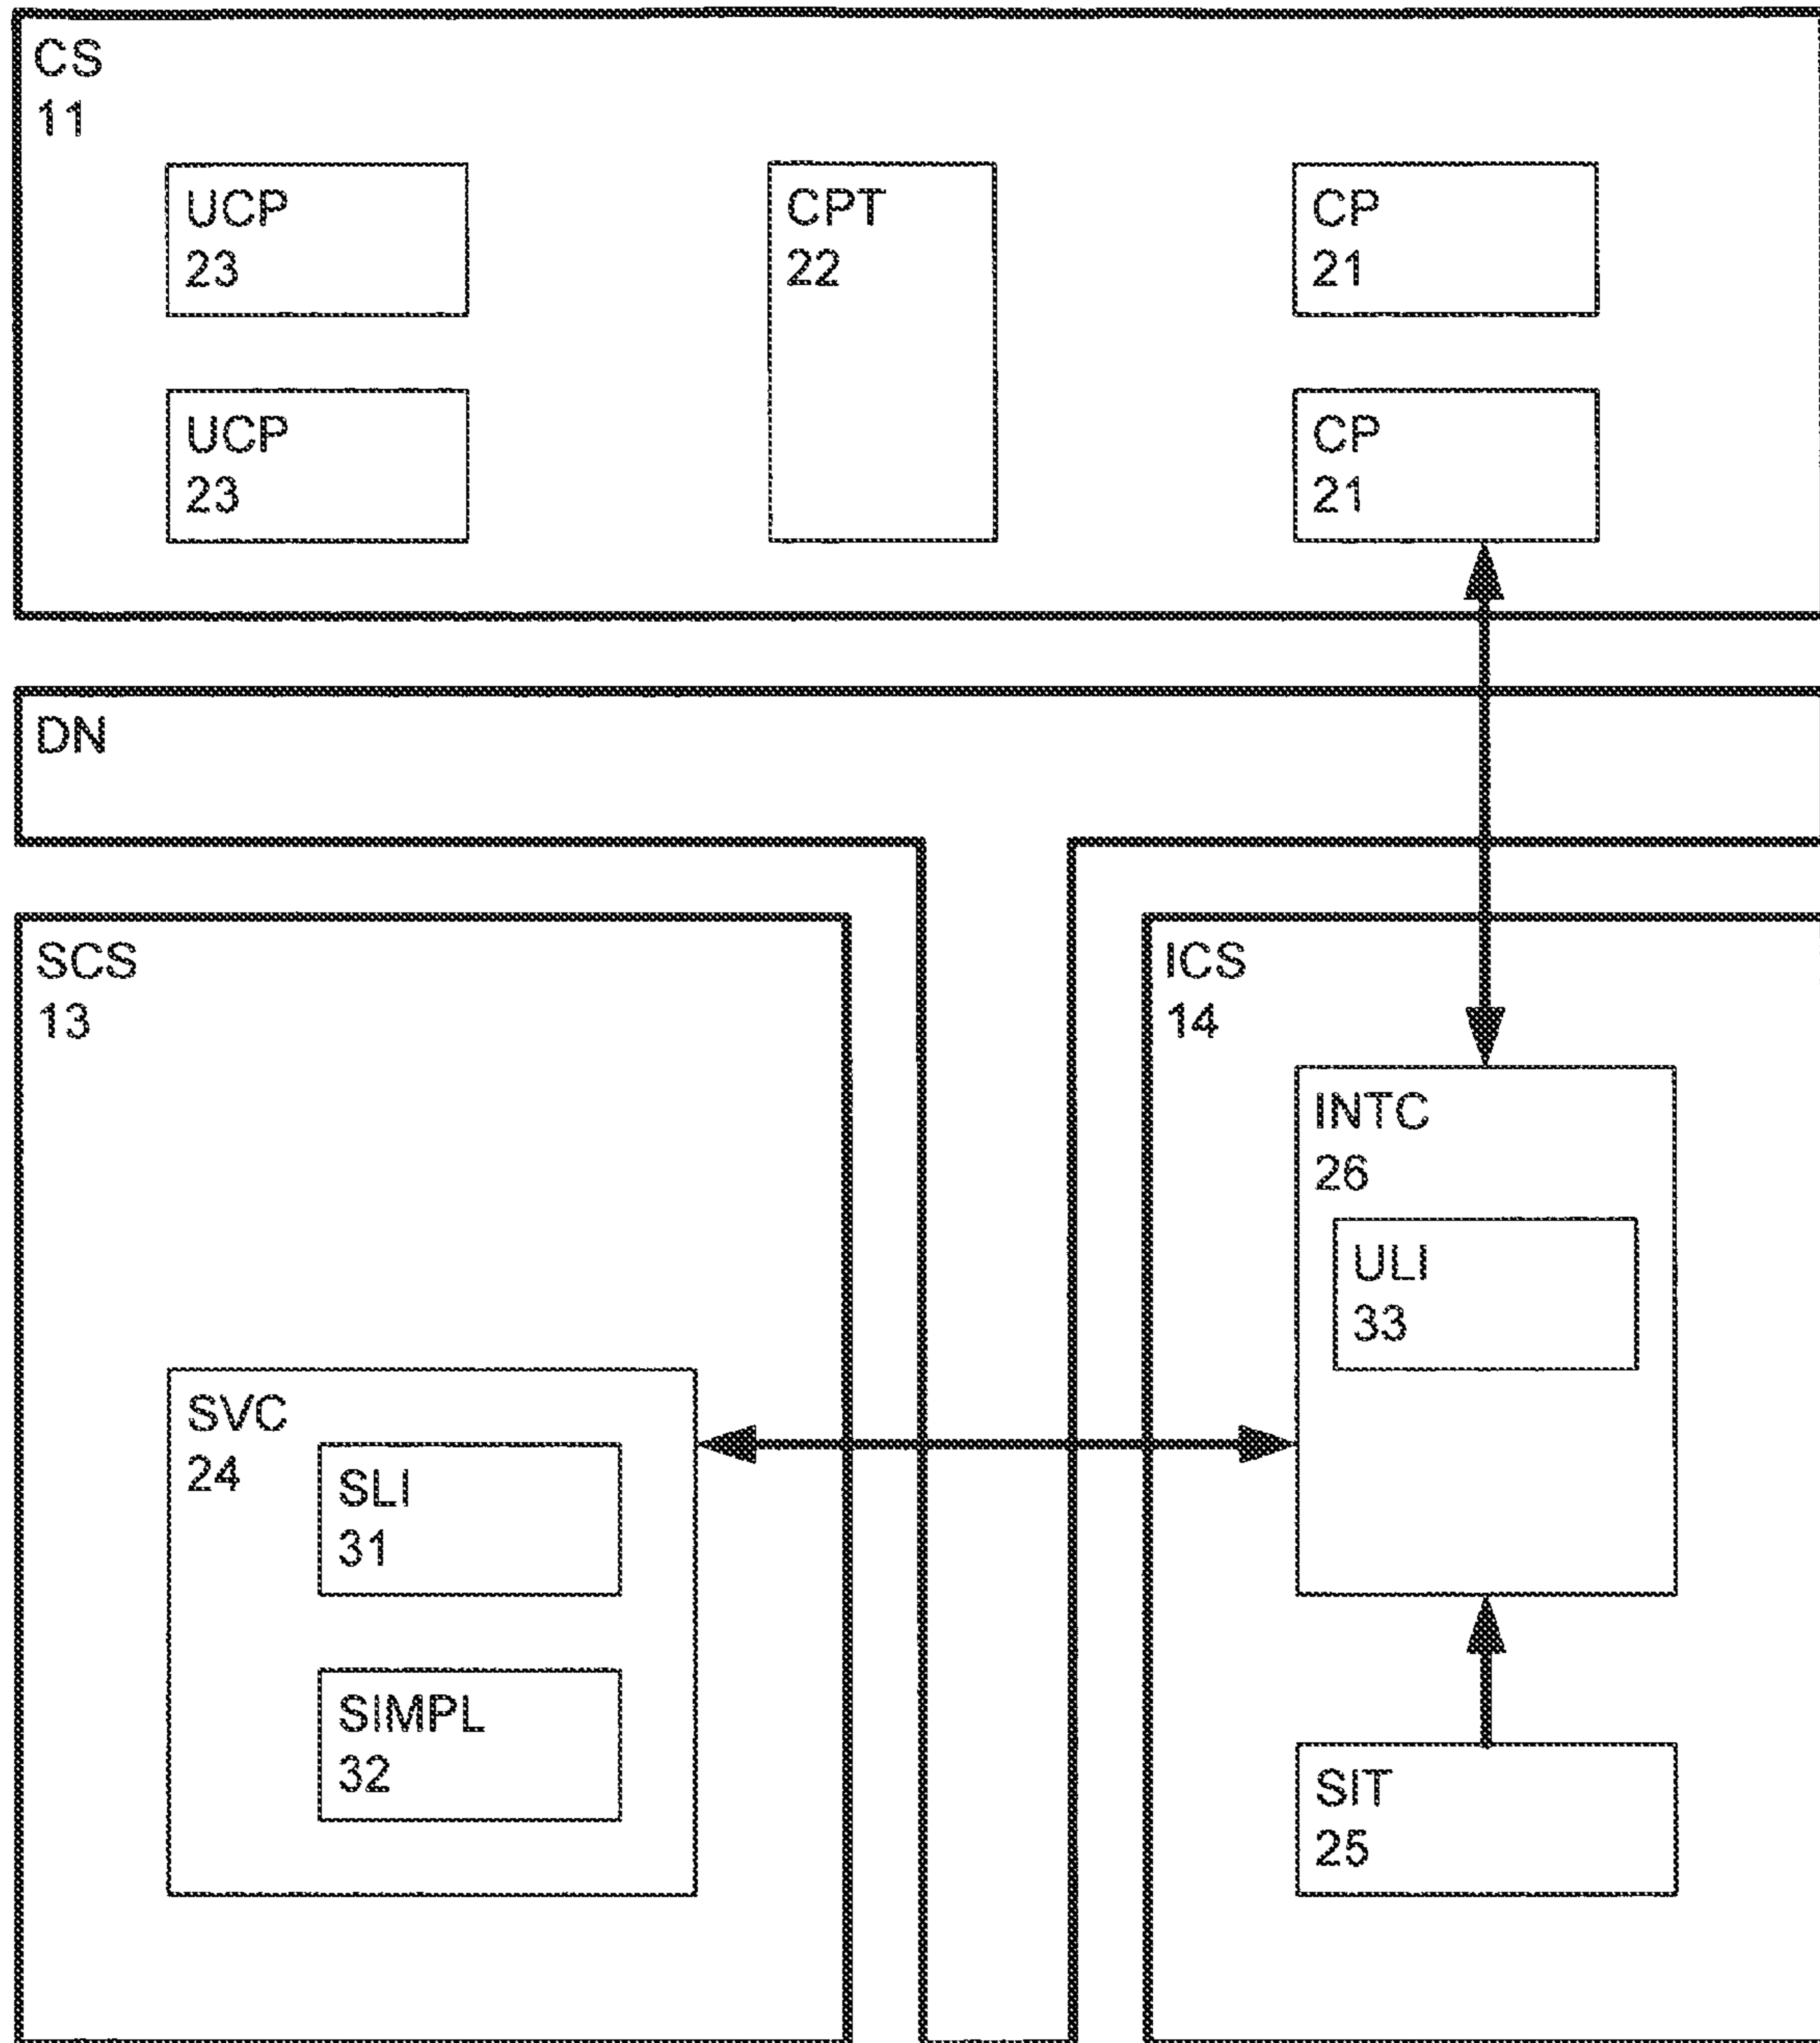 CS
11
UCP
23
CPT
22
CP
21
UCP
23
CP
21
DN
SCS
13
ICS
14
INTC
26
ULI
33
SVC
24
SLI
31
SIMPL
32
SIT
25